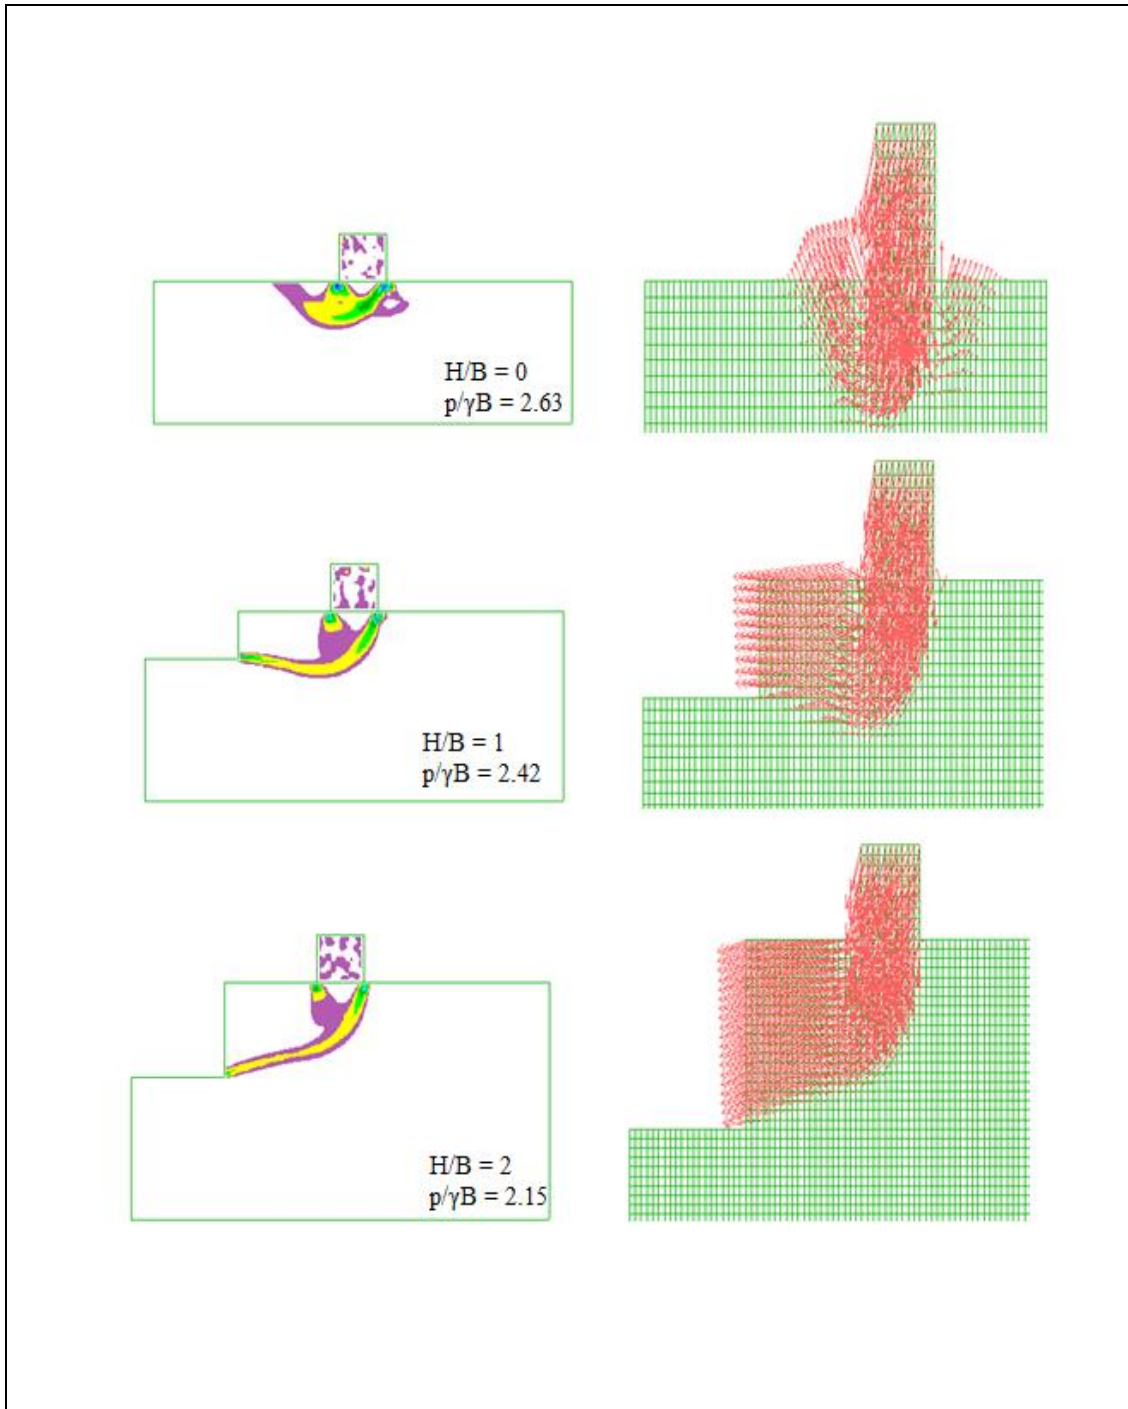 H/B = 0
p/γB = 2.63
H/B = 1
p/γB = 2.42
H/B = 2
p/γB = 2.15